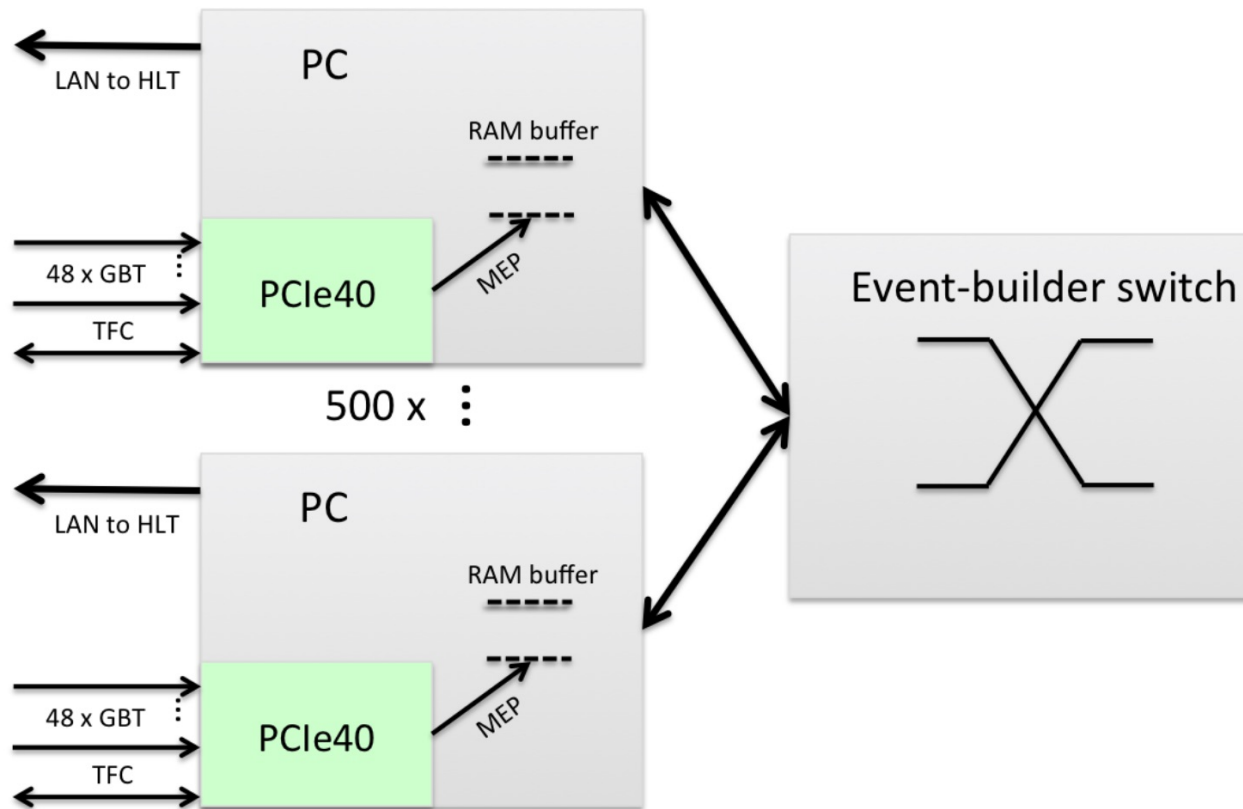 PC
LAN to HLT
RAM buffer
48 x GBT
PCIe40
MEP
TFC
Event-builder switch
500 x
PC
LAN to HLT
RAM buffer
48 x GBT
PCIe40
MEP
TFC